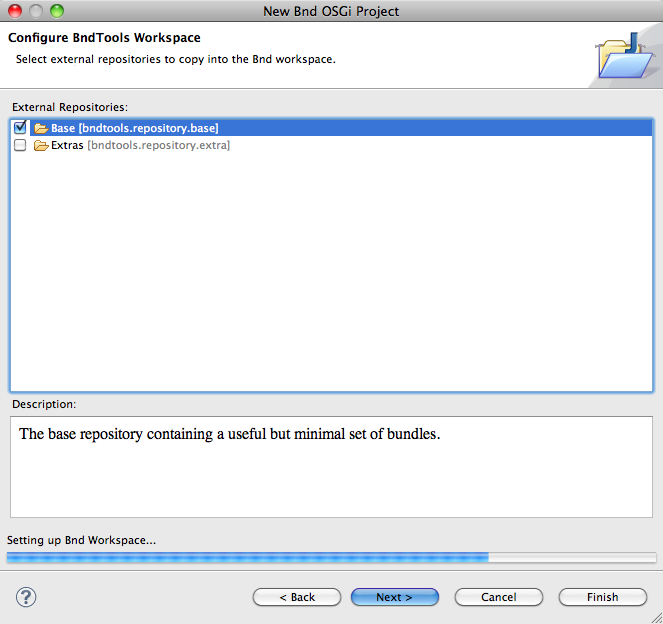 New Bnd OSGi Project
Configure BndTools Workspace
Select external repositories to copy into the Bnd workspace.
External Repositories:
Base [bndtools.repository.base]
Extras [bndtools.repository.extra]
Description:
The base repository containing a useful but minimal set of bundles.
Setting up Bnd Workspace...
? < Back Next > Cancel Finish